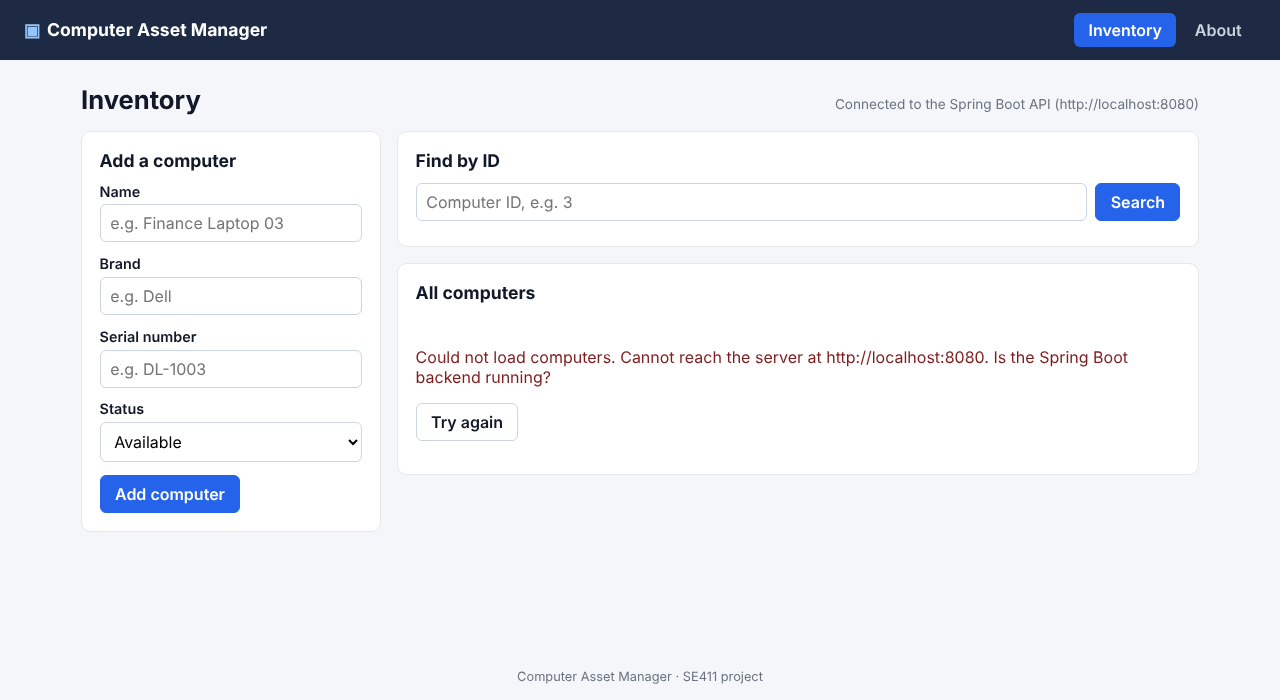 Computer Asset Manager
Inventory
About
Inventory
Connected to the Spring Boot API (http://localhost:8080)
Add a computer
Name
e.g. Finance Laptop 03
Brand
e.g. Dell
Serial number
e.g. DL-1003
Status
Available
Add computer
Find by ID
Computer ID, e.g. 3
Search
All computers
Could not load computers. Cannot reach the server at http://localhost:8080. Is the Spring Boot
backend running?
Try again
Computer Asset Manager · SE411 project